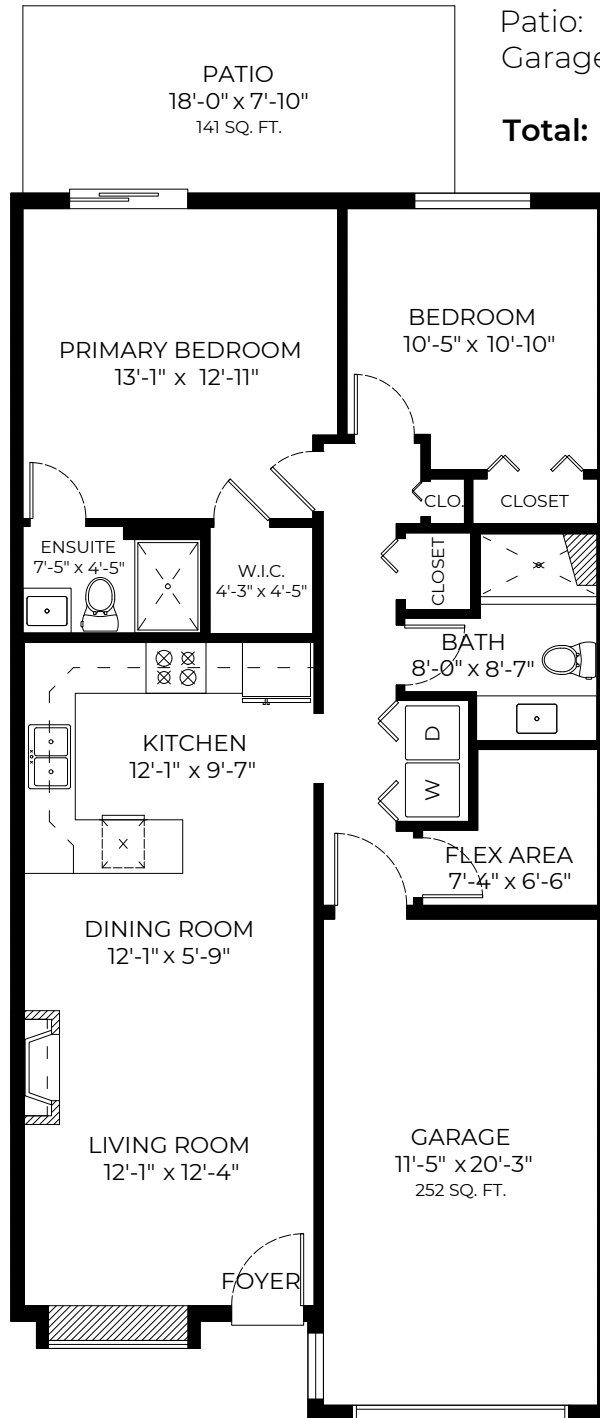 Patio:
Garage
Total:
PATIO
18'-0" x 7'-10"
141 SQ. FT.
PRIMARY BEDROOM
13'-1" x 12'-11"
BEDROOM
10'-5" x 10'-10"
CLO.
CLOSET
ENSUITE
7'-5" x 4'-5"
W.I.C.
4'-3" x 4'-5"
CLOSET
BATH
8'-0" x 8'-7"
KITCHEN
12'-1" x 9'-7"
D
W
FLEX AREA
7'-4" x 6'-6"
DINING ROOM
12'-1" x 5'-9"
LIVING ROOM
12'-1" x 12'-4"
GARAGE
11'-5" x 20'-3"
252 SQ. FT.
FOYER